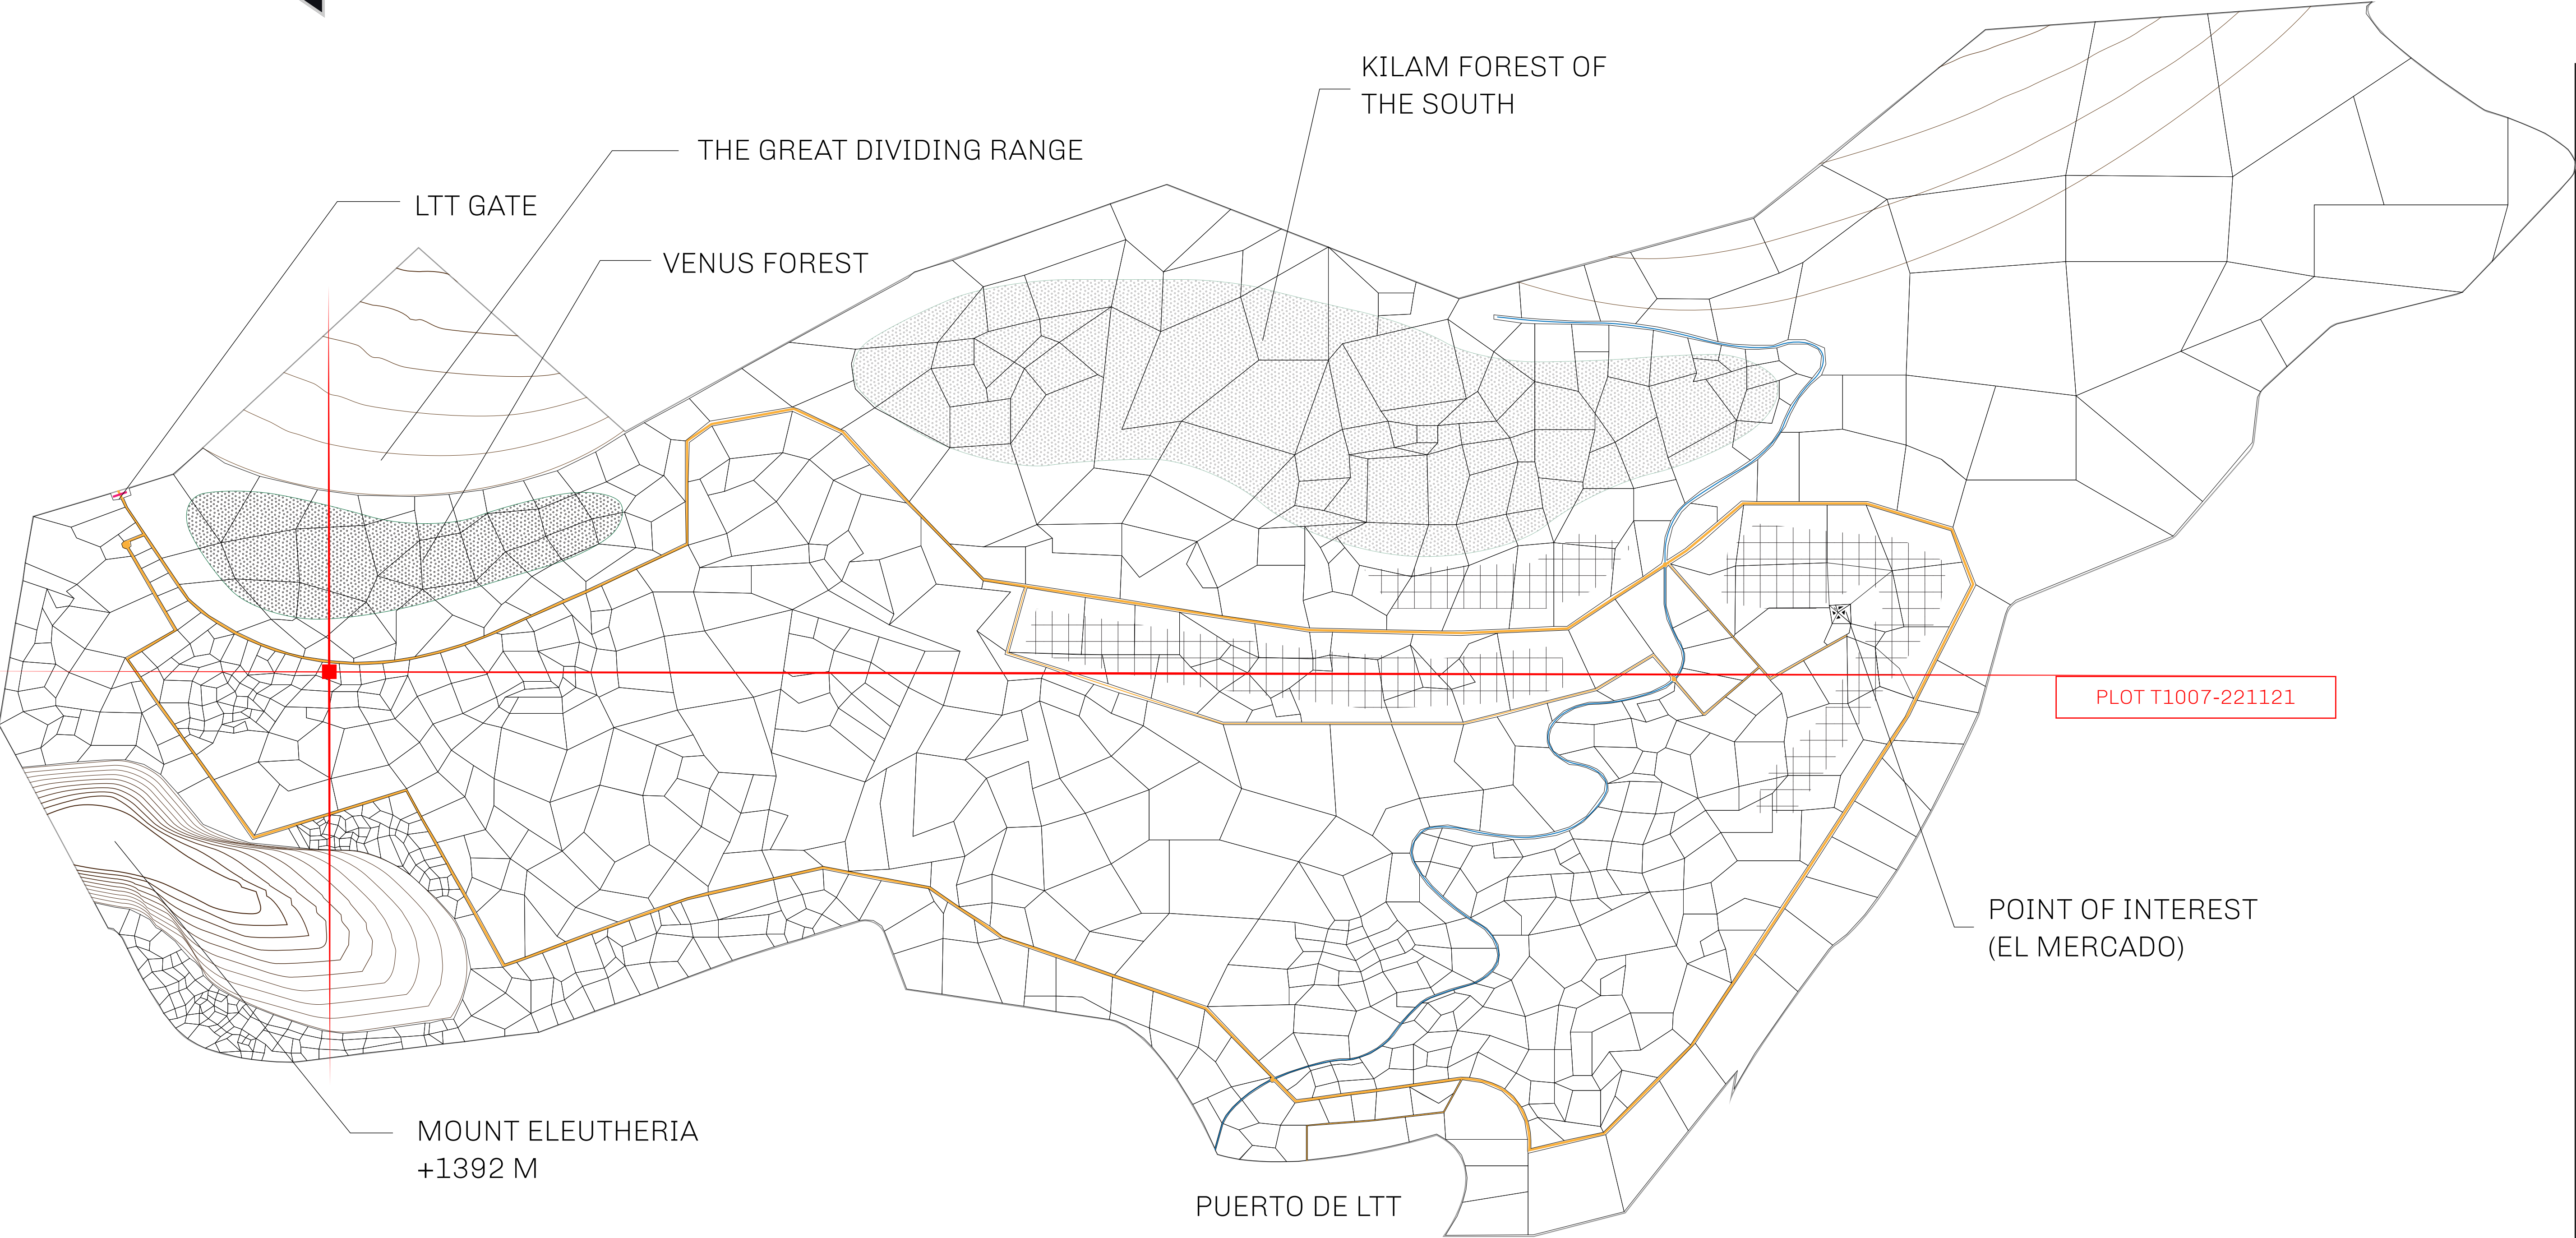 KILAM FOREST OF
THE SOUTH
THE GREAT DIVIDING RANGE
LTT GATE
VENUS FOREST
PLOT T1007-221121
POINT OF INTEREST
(EL MERCADO)
MOUNT ELEUTHERIA
+1392 M
PUERTO DE LTT